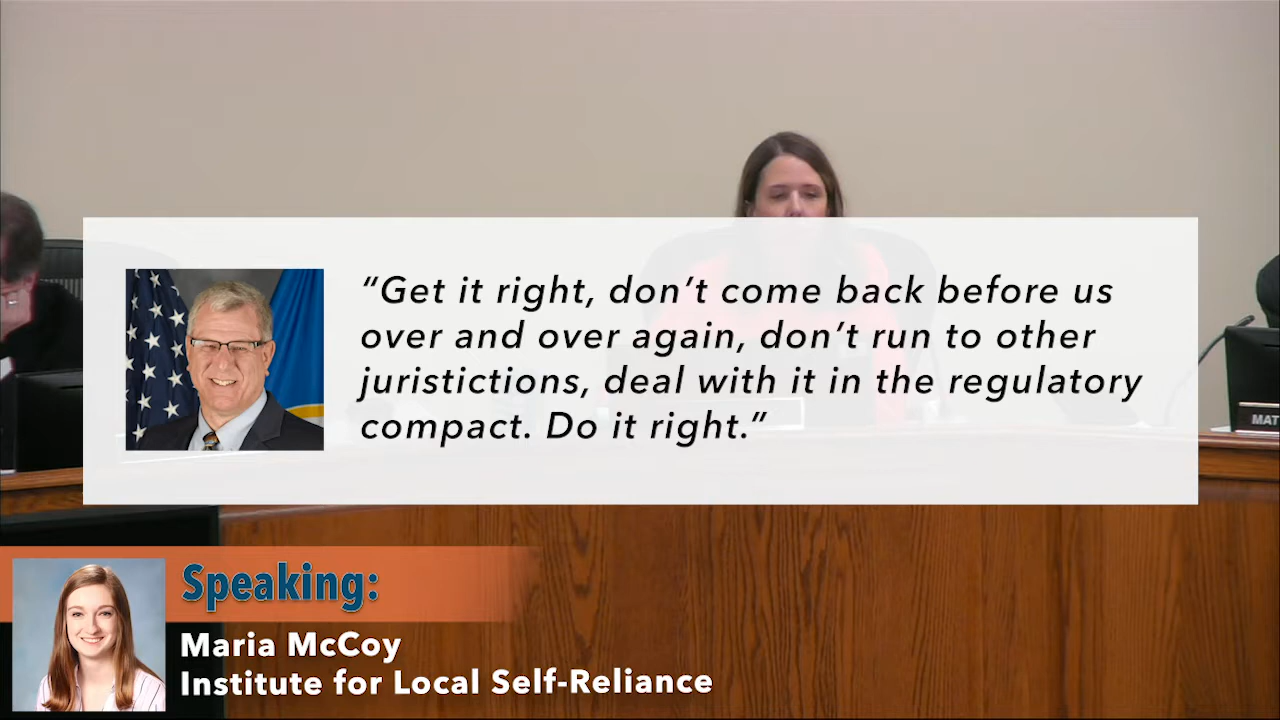 “Get it right, don’t come back before us
over and over again, don’t run to other
juristictions, deal with it in the regulatory
compact. Do it right.”
MAT
Speaking:
Maria McCoy
Institute for Local Self-Reliance